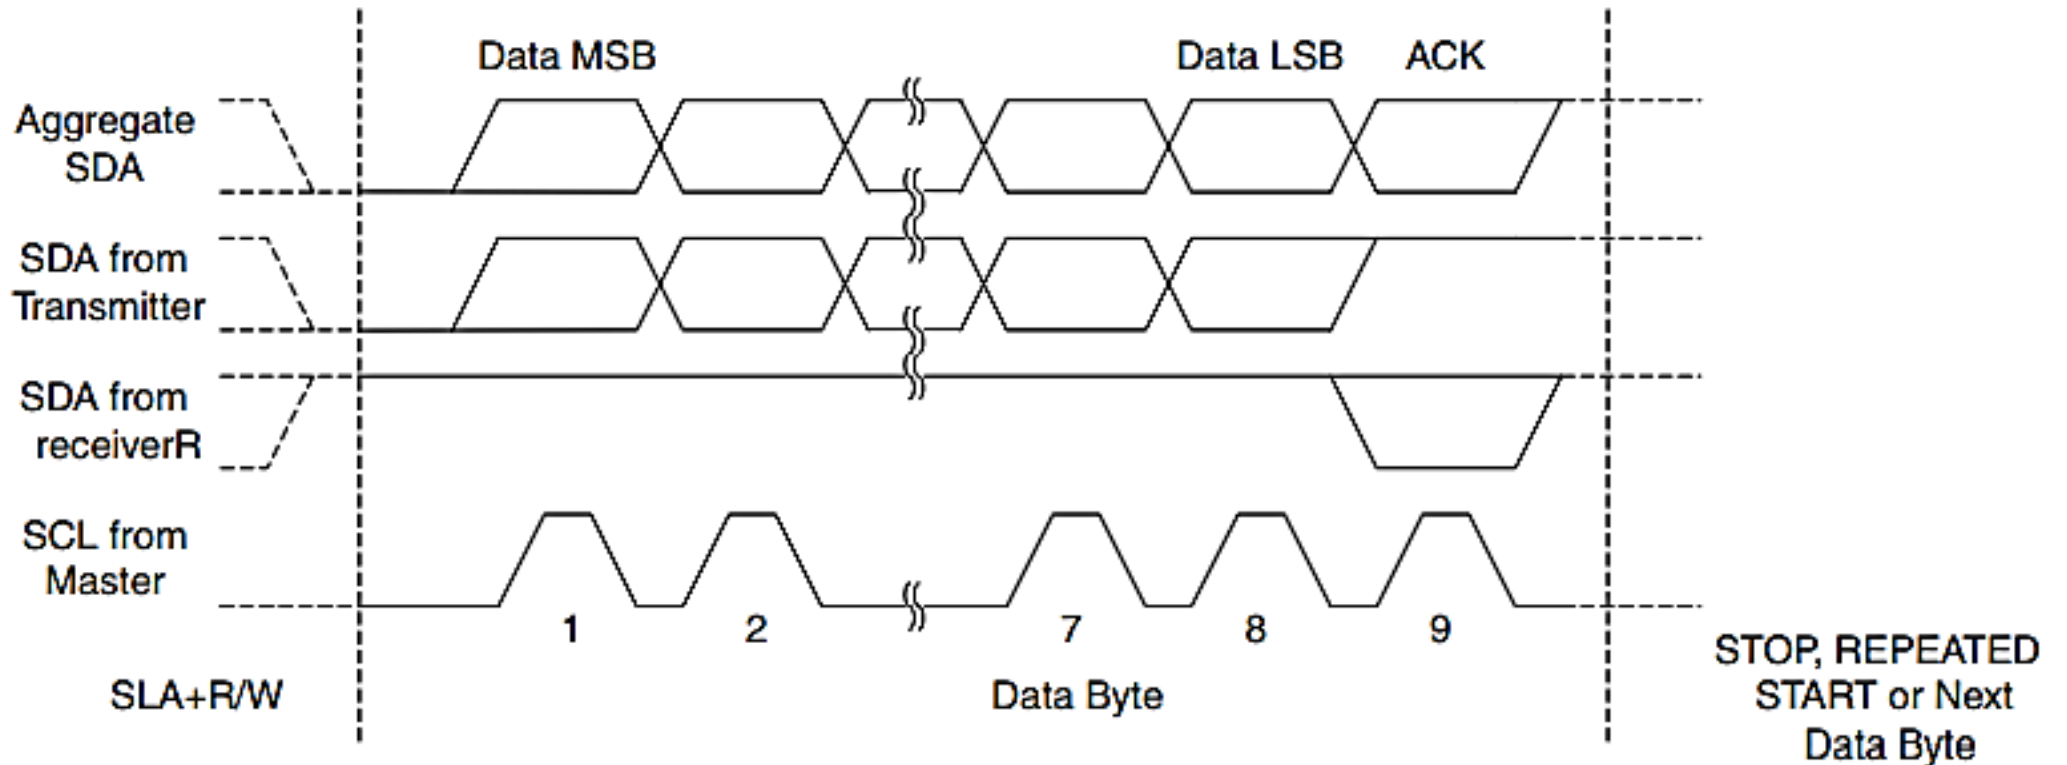 Data MSB
Data LSB
ACK
Aggregate
SDA
SDA from
Transmitter
SDA from
receiverR
SCL from
Master
1
2
7
8
9
SLA+R/W
Data Byte
STOP, REPEATED
START or Next
Data Byte